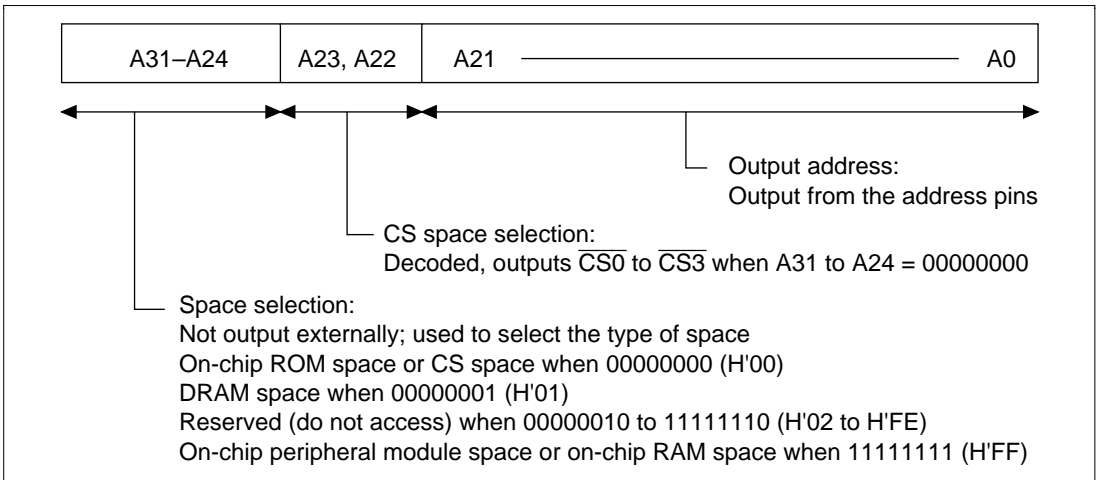 A31–A24 A23, A22 A21 A0
Output address:
Output from the address pins
CS space selection:
Decoded, outputs C̅S̅0̅ to C̅S̅3̅ when A31 to A24 = 00000000
Space selection:
Not output externally; used to select the type of space
On-chip ROM space or CS space when 00000000 (H'00)
DRAM space when 00000001 (H'01)
Reserved (do not access) when 00000010 to 11111110 (H'02 to H'FE)
On-chip peripheral module space or on-chip RAM space when 11111111 (H'FF)